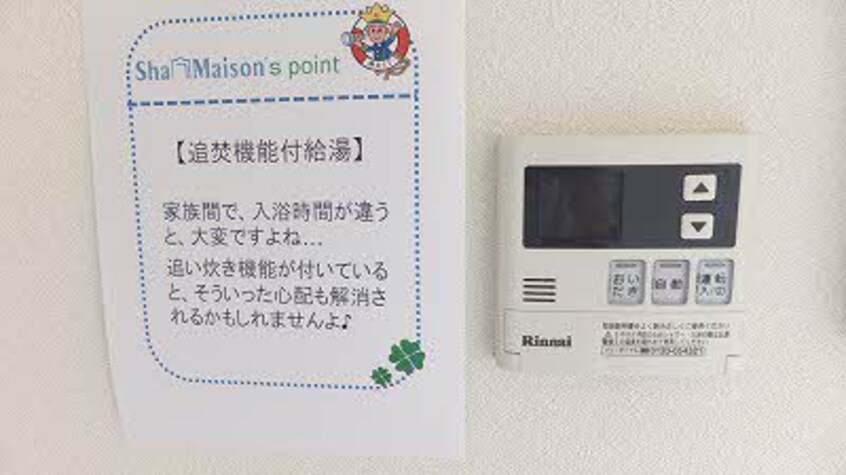 ShaMaison's point
【追焚機能付給湯】
家族間で、入浴時間が違う
と、大変ですよね…
追い炊き機能が付いている
と、そういった心配も解消さ
れるかもしれませんよ♪
おい
だき
自動
運転
入/切
Rinnai